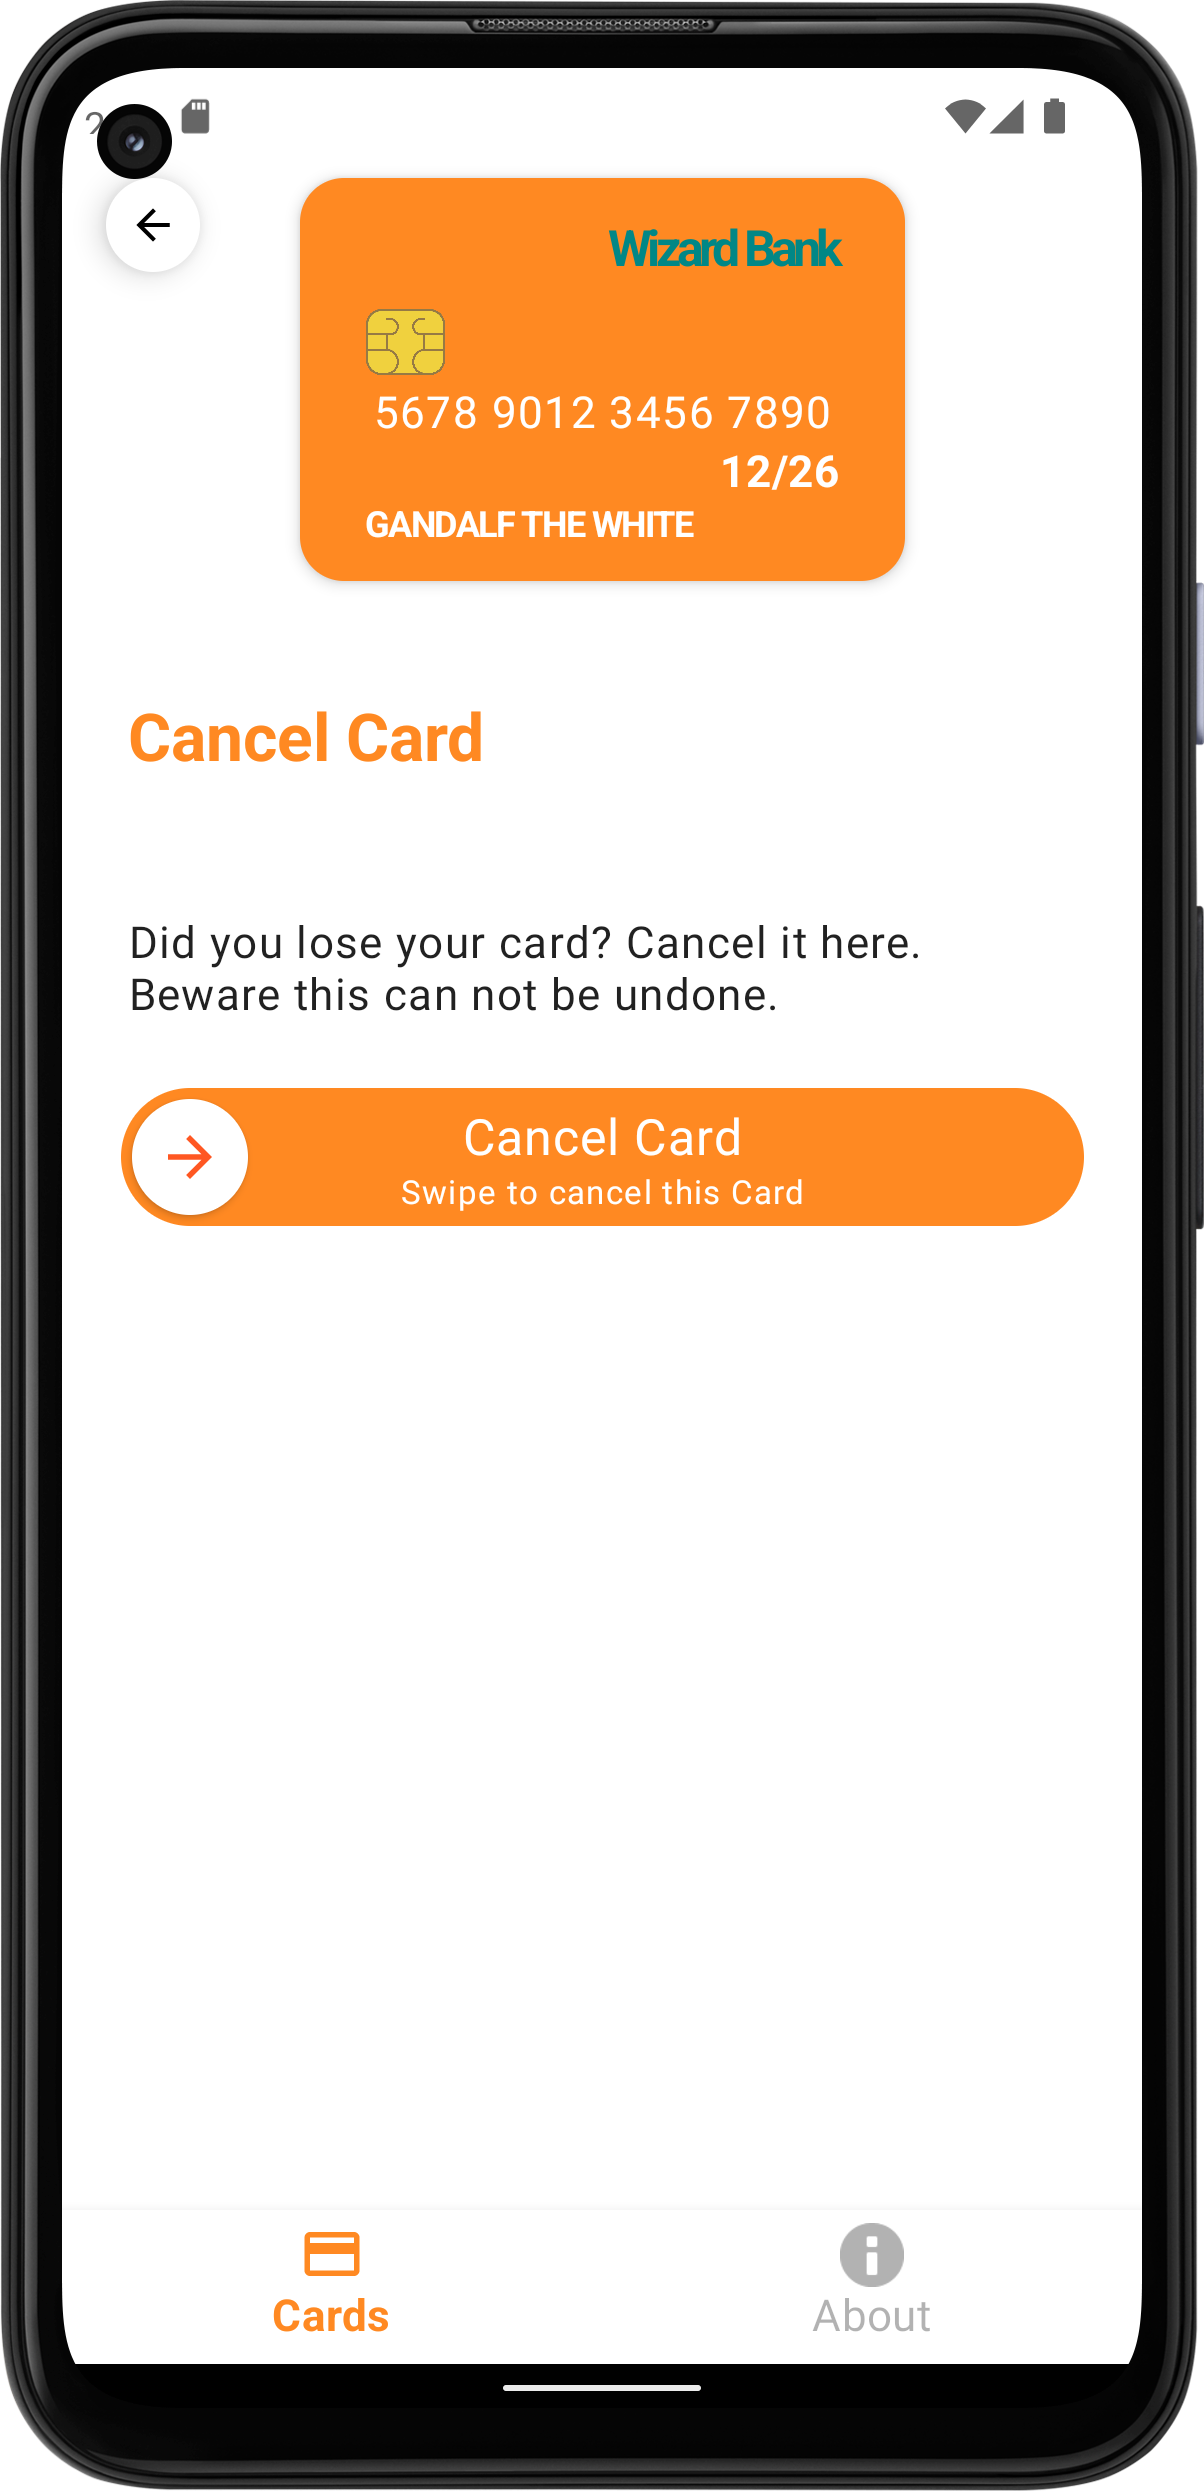 Wizard Bank
5678 9012 3456 7890
12/26
GANDALF THE WHITE
Cancel Card
Did you lose your card? Cancel it here.
Beware this can not be undone.
Cancel Card
Swipe to cancel this Card
Cards
About